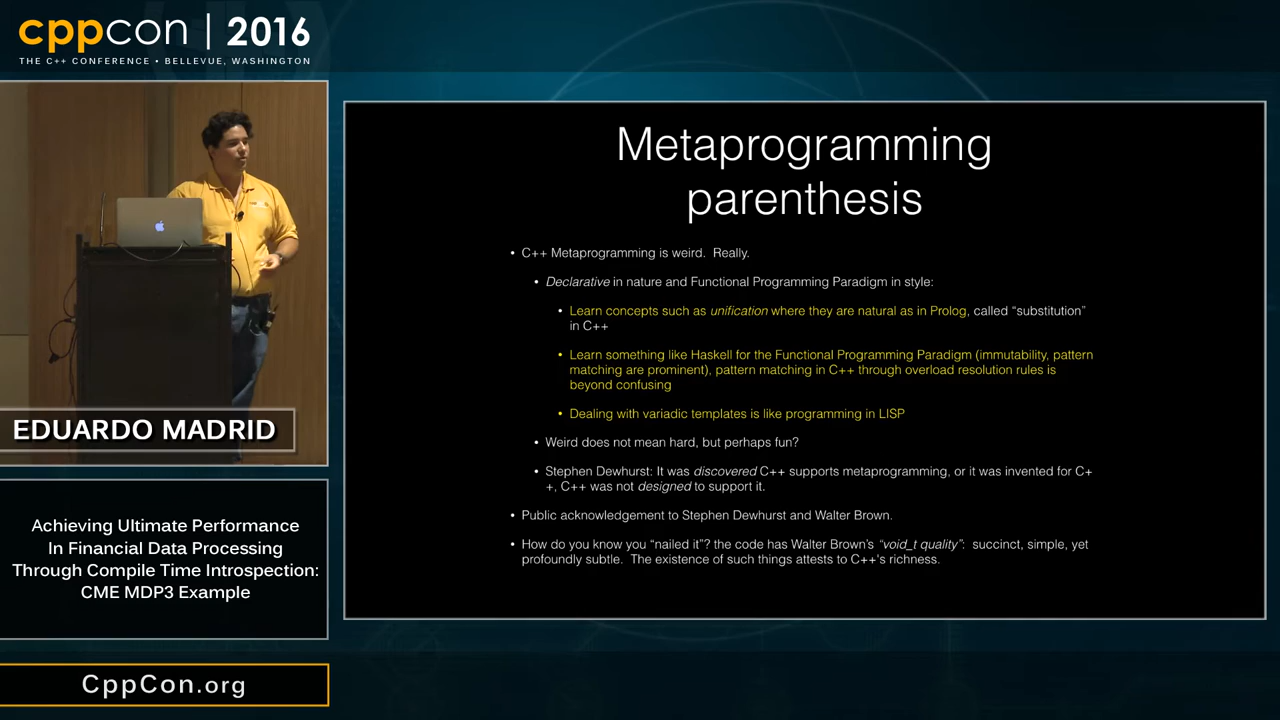 cppcon | 2016
THE C++ CONFERENCE • BELLEVUE, WASHINGTON
EDUARDO MADRID
Achieving Ultimate Performance
In Financial Data Processing
Through Compile Time Introspection:
CME MDP3 Example
CppCon.org
Metaprogramming
parenthesis
• C++ Metaprogramming is weird.  Really.
• Declarative in nature and Functional Programming Paradigm in style:
• Learn concepts such as unification where they are natural as in Prolog, called “substitution”
in C++
• Learn something like Haskell for the Functional Programming Paradigm (immutability, pattern
matching are prominent), pattern matching in C++ through overload resolution rules is
beyond confusing
• Dealing with variadic templates is like programming in LISP
• Weird does not mean hard, but perhaps fun?
• Stephen Dewhurst: It was discovered C++ supports metaprogramming, or it was invented for C+
+, C++ was not designed to support it.
• Public acknowledgement to Stephen Dewhurst and Walter Brown.
• How do you know you “nailed it”? the code has Walter Brown’s “void_t quality”:  succinct, simple, yet
profoundly subtle.  The existence of such things attests to C++’s richness.